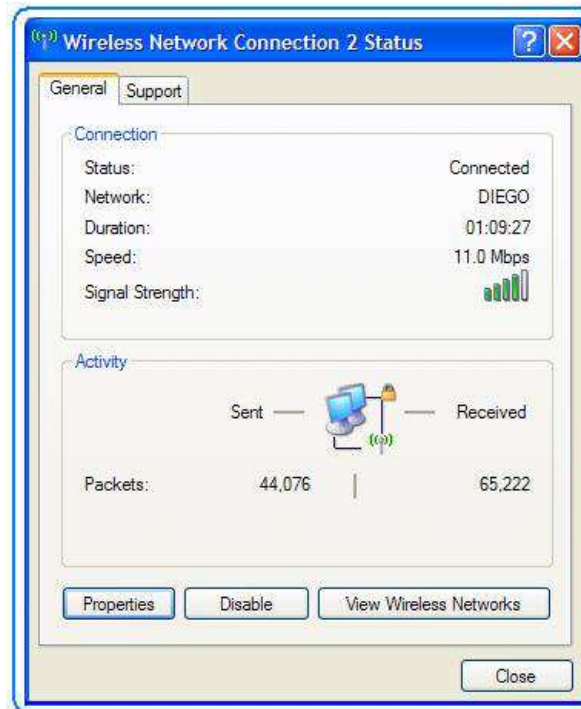 Wireless Network Connection 2 Status
General Support
Connection
Status: Connected
Network: DIEGO
Duration: 01:09:27
Speed: 11.0 Mbps
Signal Strength:
Activity
Sent Received
Packets: 44,076 65,222
Properties Disable View Wireless Networks
Close